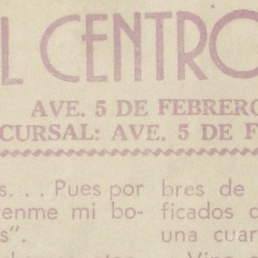 L CENTRO
AVE. 5 DE FEBRERO
CURSAL: AVE. 5 DE F
s. . . Pues por
enme mi bo-
s".
bres de
ficados d
una cuar